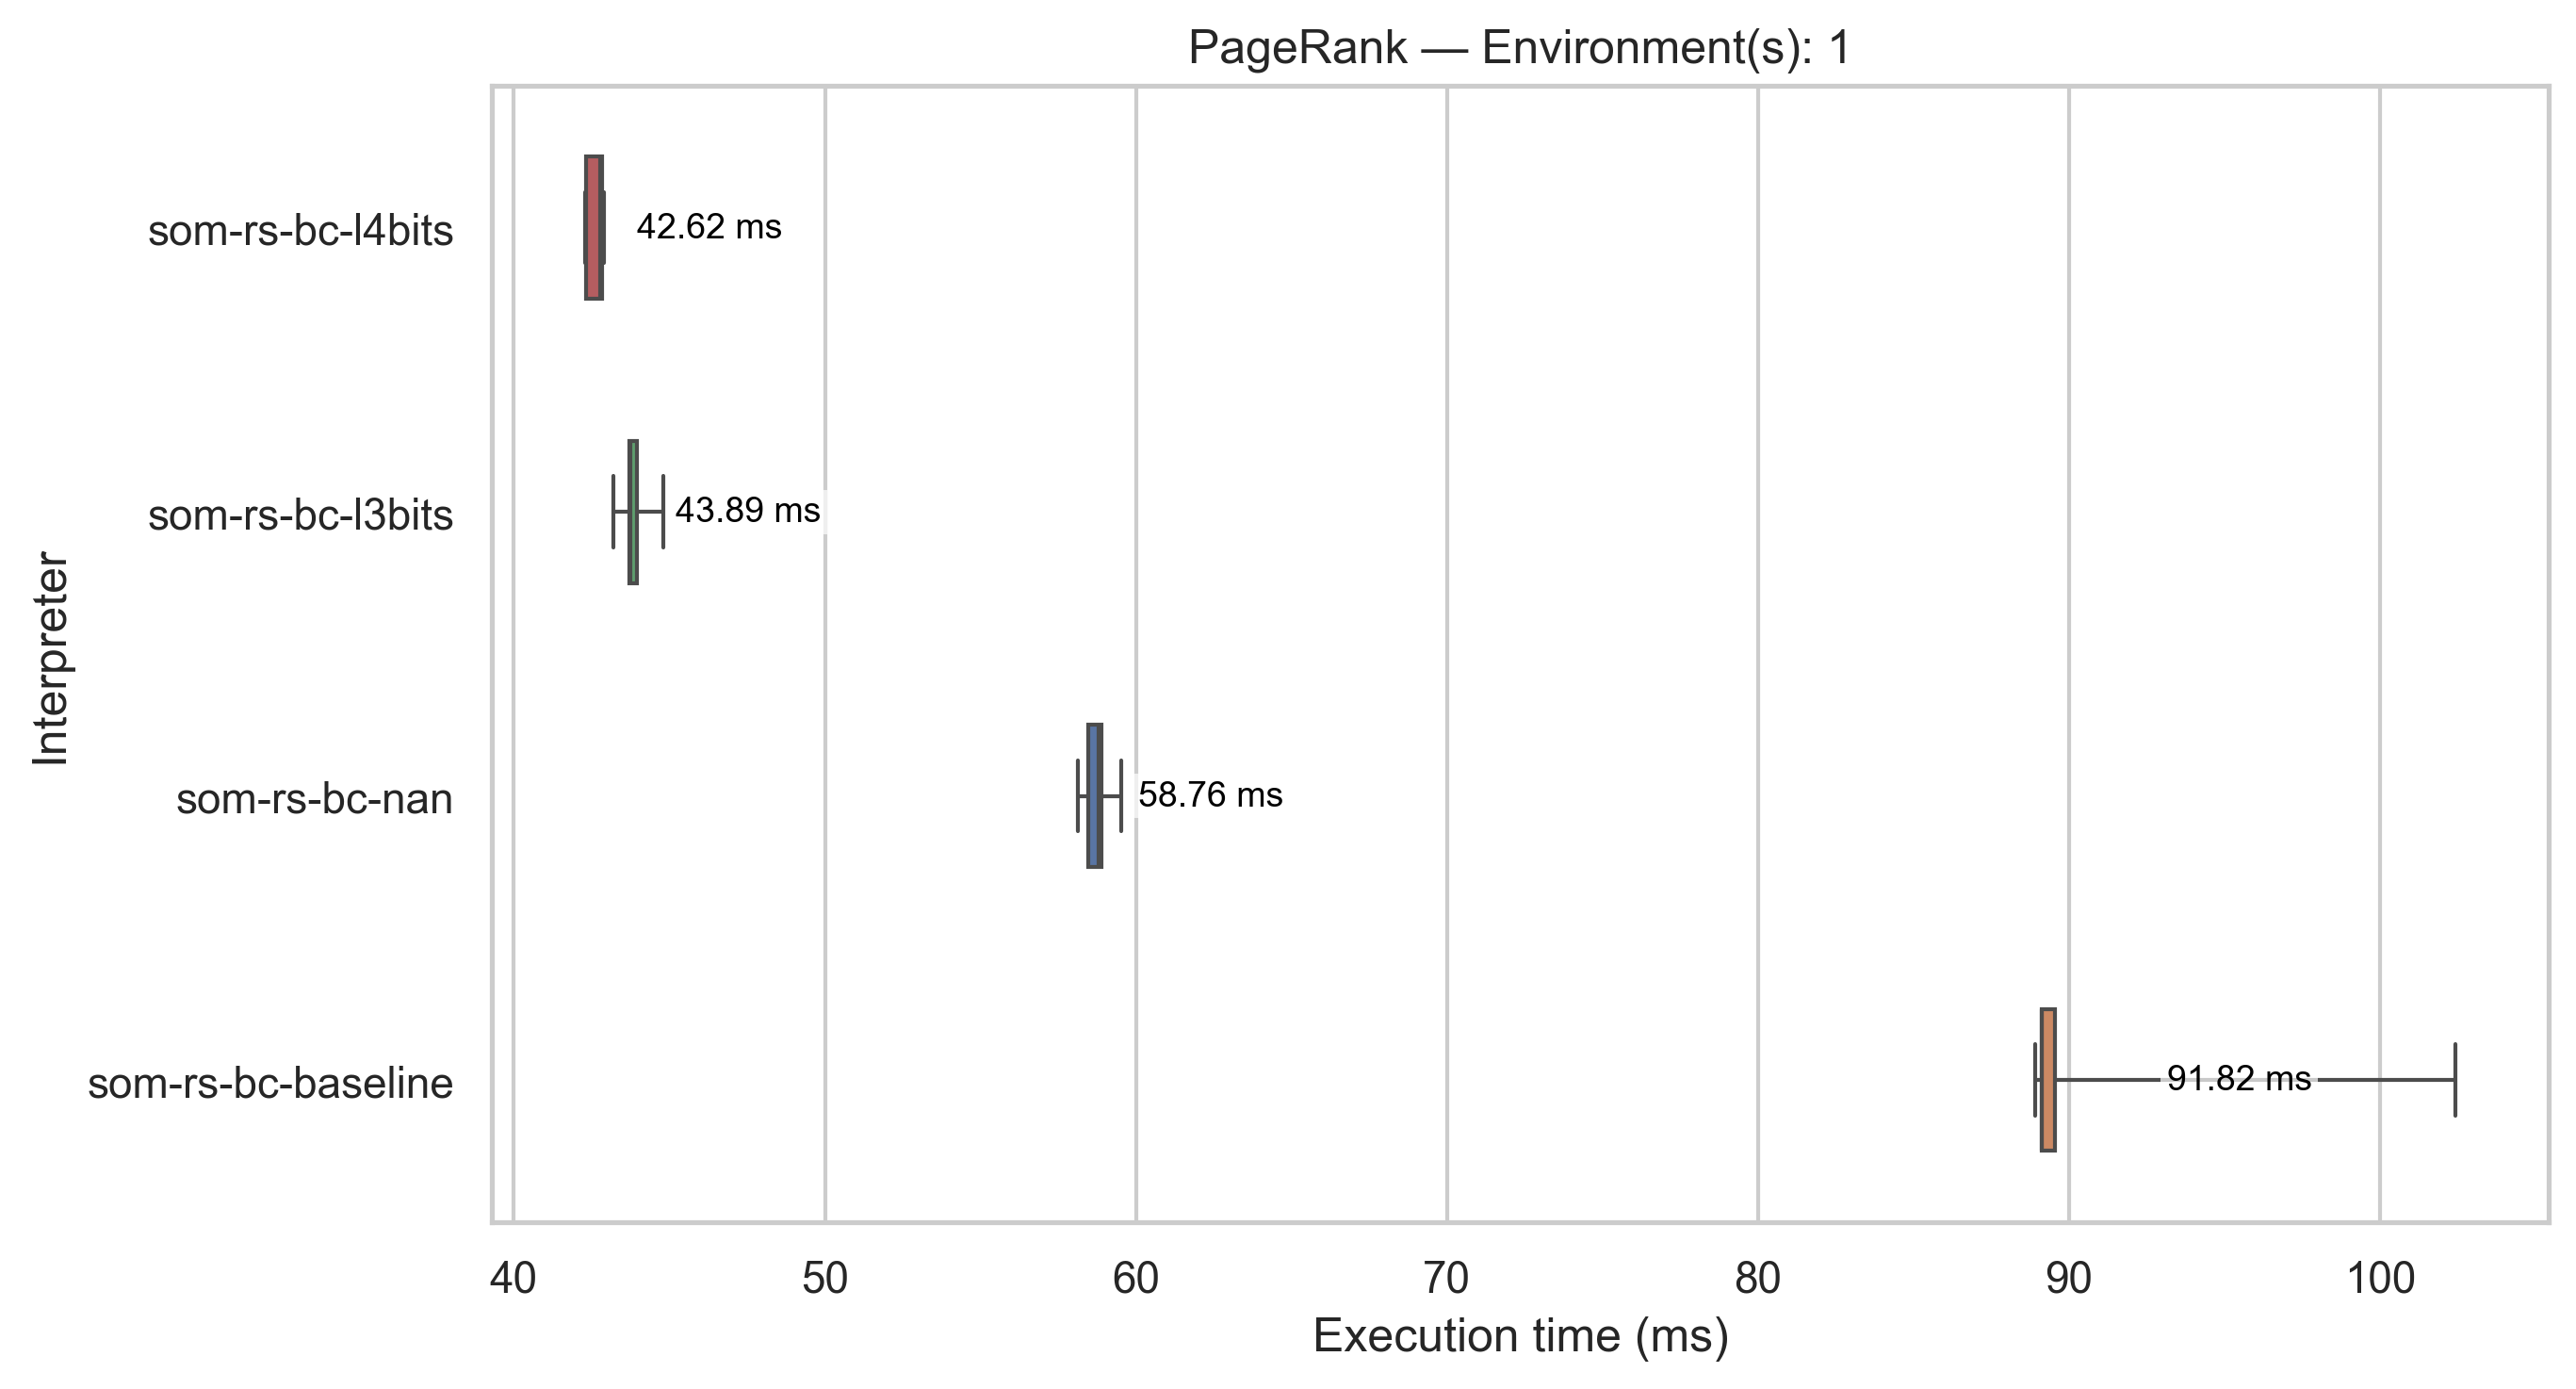 PageRank — Environment(s): 1
som-rs-bc-l4bits
42.62 ms
som-rs-bc-l3bits
43.89 ms
som-rs-bc-nan
58.76 ms
som-rs-bc-baseline
91.82 ms
Interpreter
40 50 60 70 80 90 100
Execution time (ms)